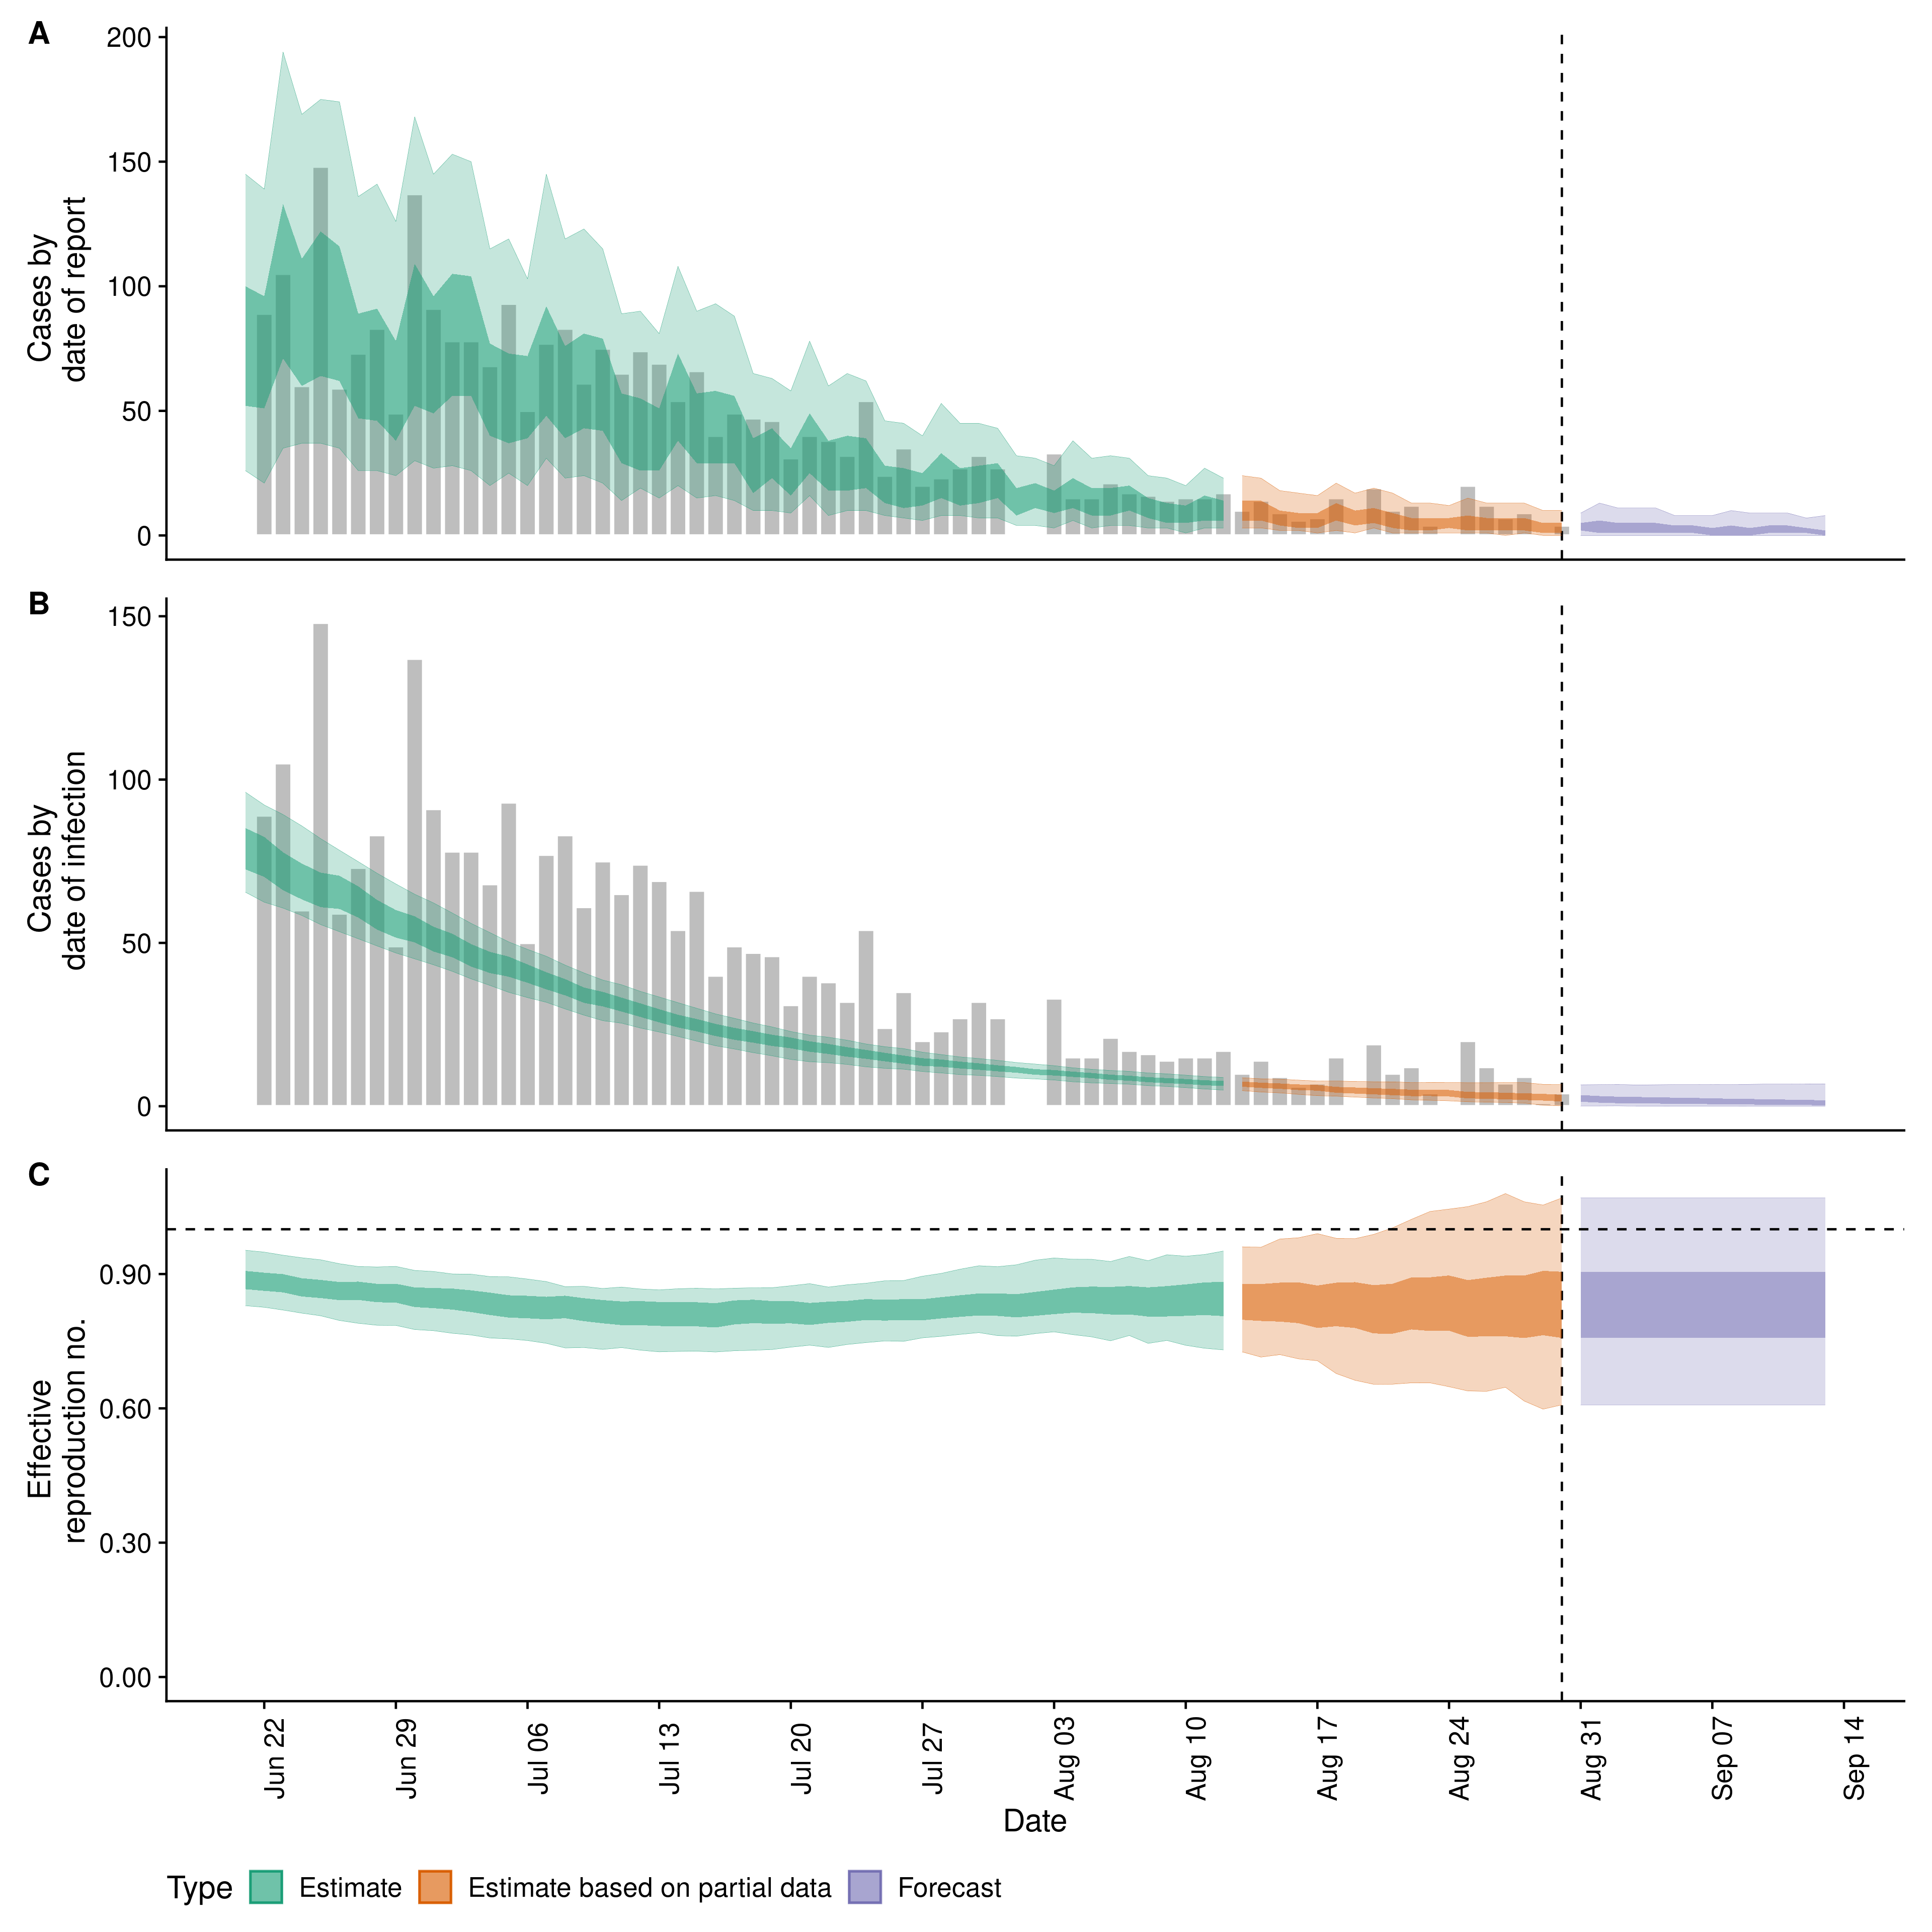 A
200
150
100
50
0
Cases by
date of report
B
150
100
50
0
Cases by
date of infection
C
0.90
0.60
0.30
0.00
Effective
reproduction no.
Jun 22
Jun 29
Jul 06
Jul 13
Jul 20
Jul 27
Aug 03
Aug 10
Aug 17
Aug 24
Aug 31
Sep 07
Sep 14
Date
Type Estimate Estimate based on partial data Forecast